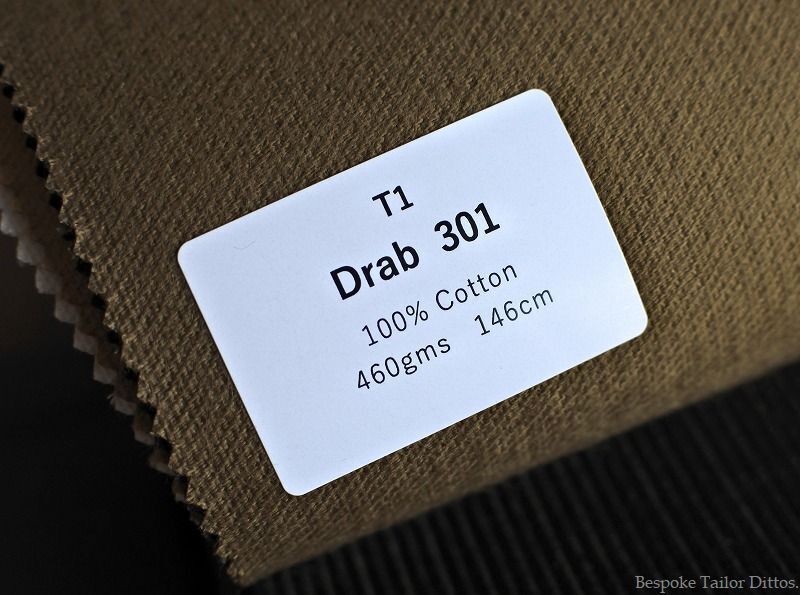 T1
Drab 301
100% Cotton
460gms 146cm
Bespoke Tailor Dittos.